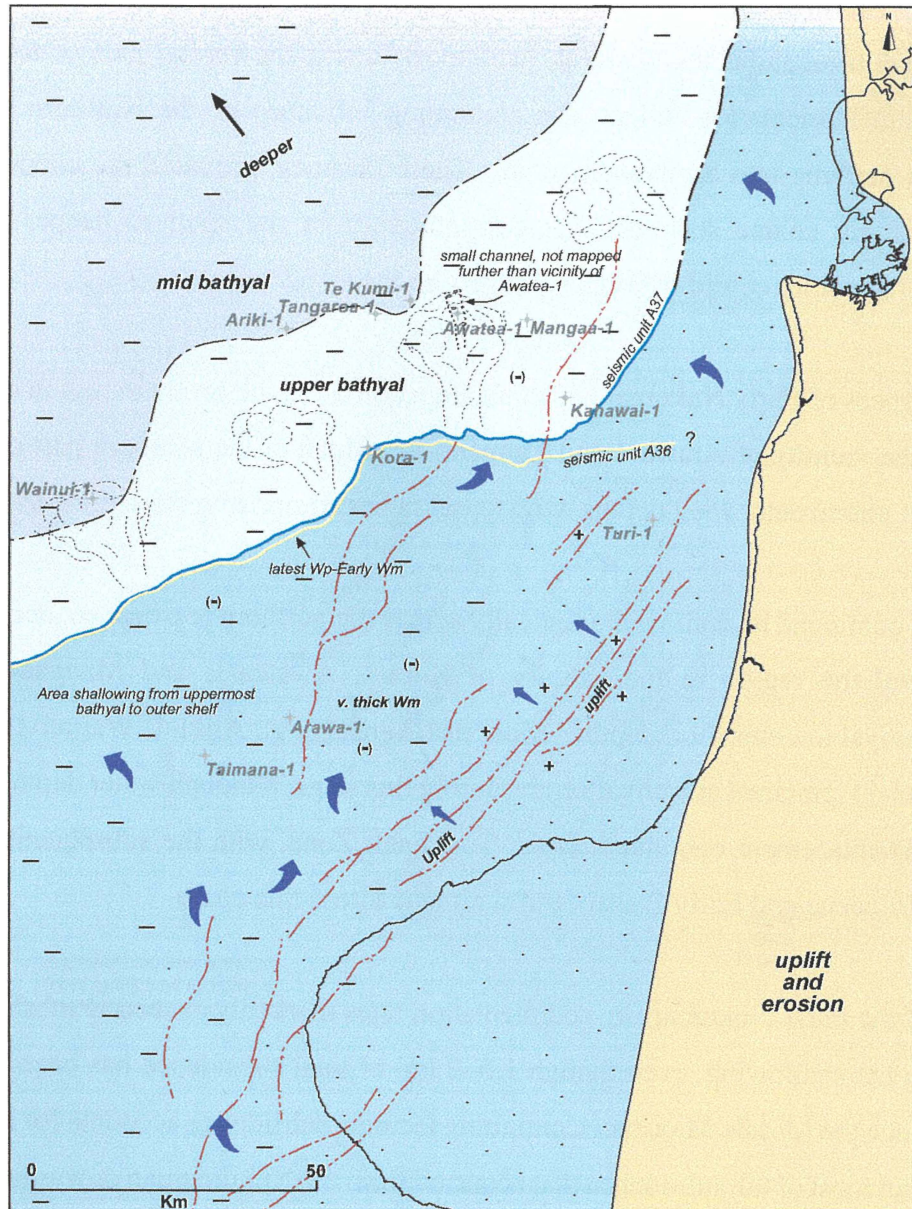 N
deeper
small channel, not mapped
further than vicinity of
Awatea-1
mid bathyal
Te Kumi-1
Tangaroa-1
Ariki-1
Awatea-1
Mangaa-1
seismic unit A37
upper bathyal
(-)
Kahawai-1
?
Kora-1
seismic unit A36
Wainui-1
Turi-1
latest Wp-Early Wm
(-)
(-)
Area shallowing from uppermost
bathyal to outer shelf
v. thick Wm
uplift
Arawa-1
(-)
Taimana-1
Uplift
uplift
and
erosion
0
50
Km